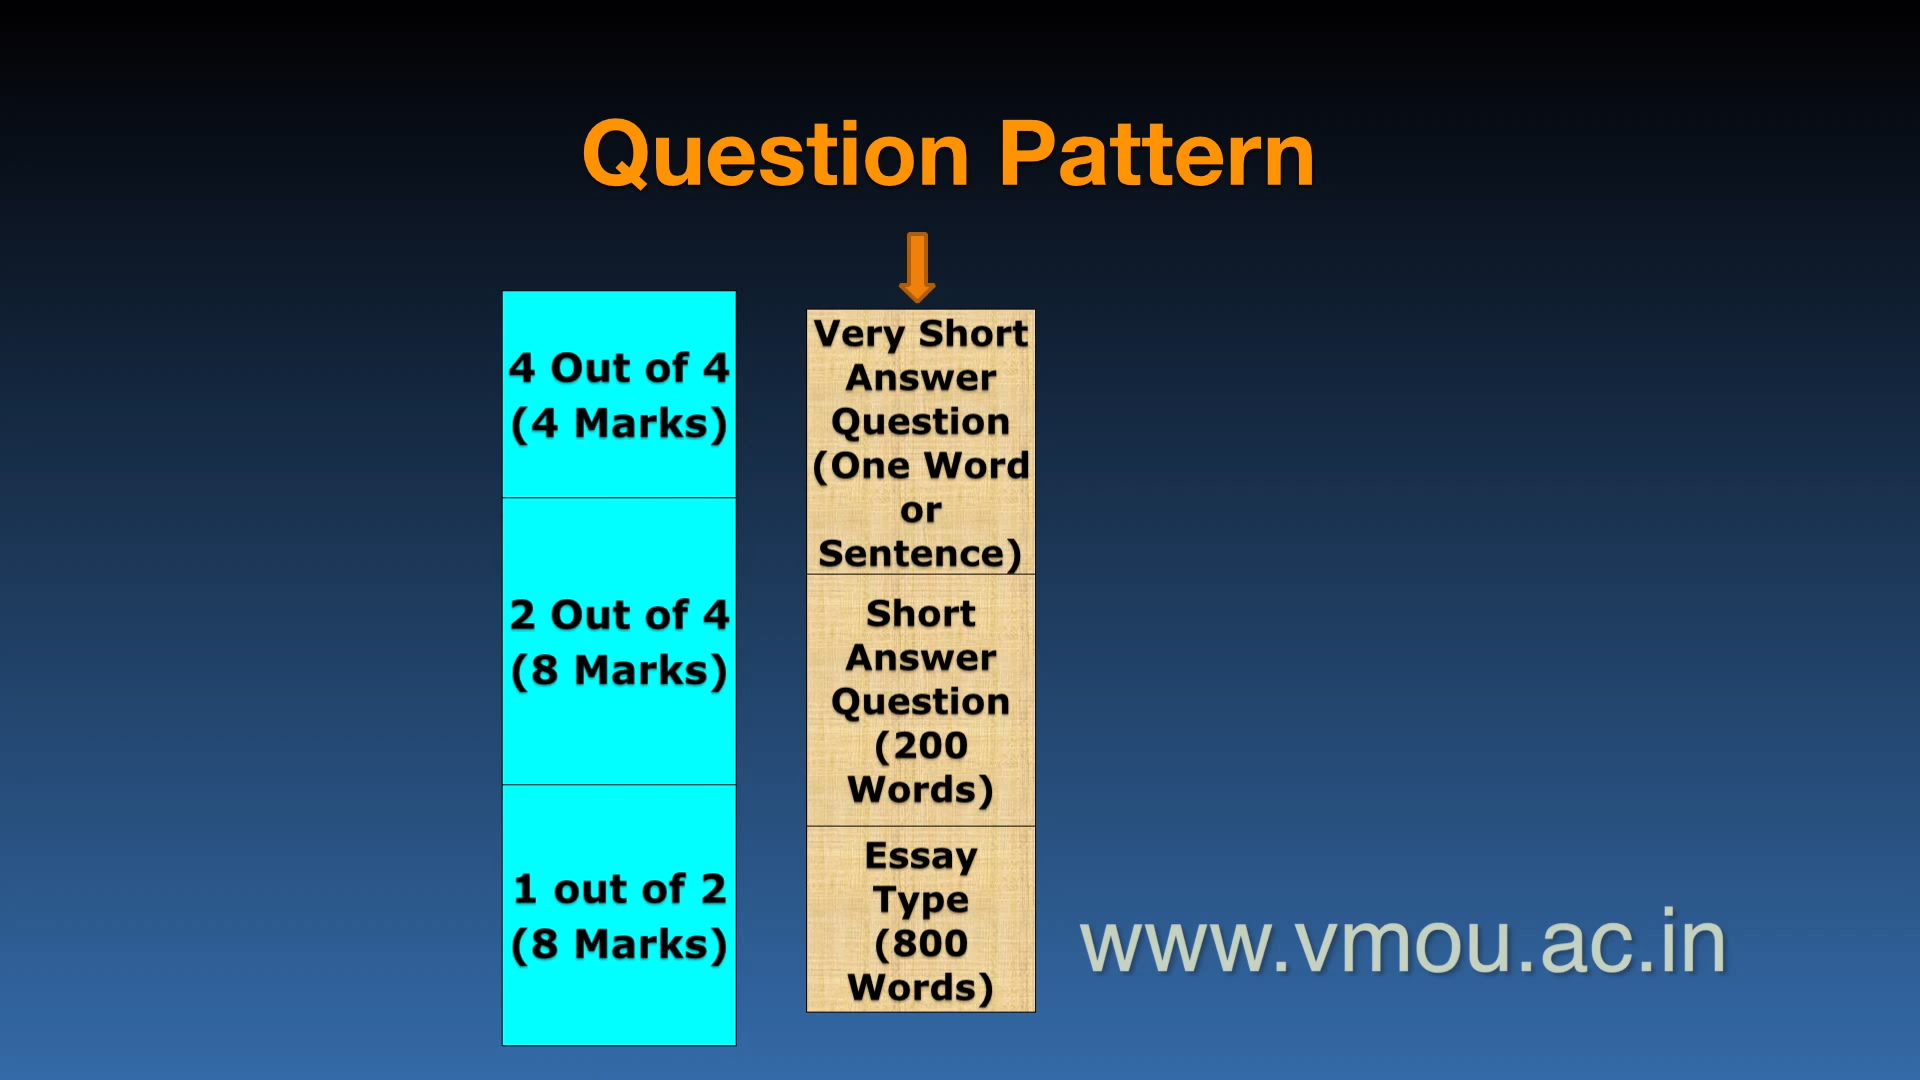 Question Pattern
4 Out of 4
(4 Marks)
2 Out of 4
(8 Marks)
1 out of 2
(8 Marks)
Very Short
Answer
Question
(One Word
or
Sentence)
Short
Answer
Question
(200
Words)
Essay
Type
(800
Words)
www.vmou.ac.in